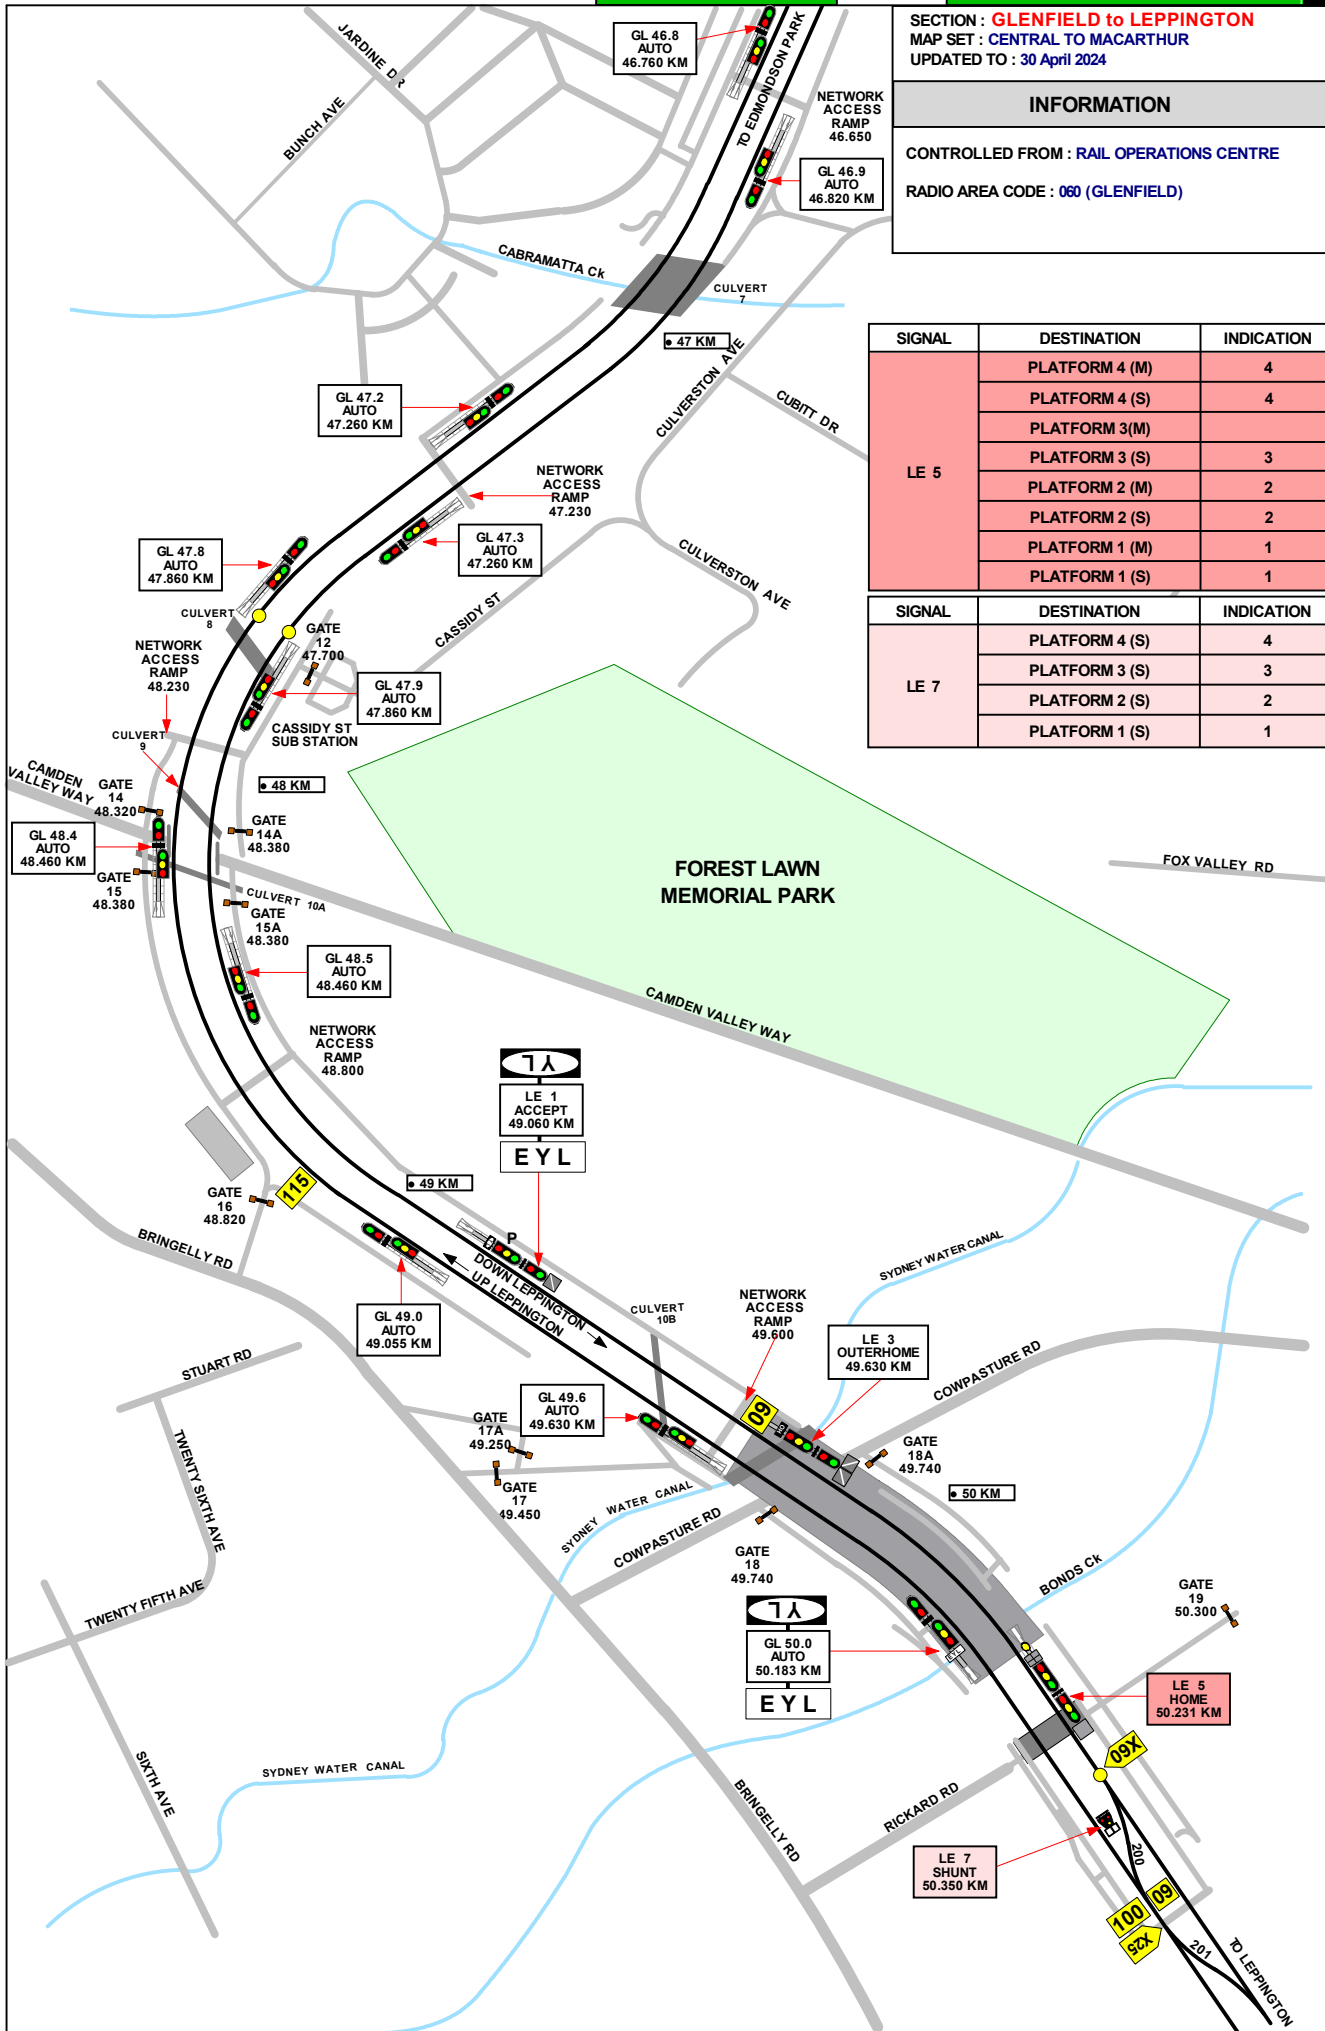 SECTION : GLENFIELD to LEPPINGTON
MAP SET : CENTRAL TO MACARTHUR
UPDATED TO : 30 April 2024
INFORMATION
CONTROLLED FROM : RAIL OPERATIONS CENTRE
RADIO AREA CODE : 060 (GLENFIELD)
GL 46.8
AUTO
46.760 KM
TO EDMONDSON PARK
NETWORK
ACCESS
RAMP
46.650
GL 46.9
AUTO
46.820 KM
JARDINE DR
BUNCH AVE
CABRAMATTA Ck
CULVERT
7
47 KM
CULVERSTON AVE
CUBITT DR
SIGNAL DESTINATION INDICATION
LE 5
PLATFORM 4 (M) 4
PLATFORM 4 (S) 4
PLATFORM 3(M)
PLATFORM 3 (S) 3
PLATFORM 2 (M) 2
PLATFORM 2 (S) 2
PLATFORM 1 (M) 1
PLATFORM 1 (S) 1
SIGNAL DESTINATION INDICATION
LE 7
PLATFORM 4 (S) 4
PLATFORM 3 (S) 3
PLATFORM 2 (S) 2
PLATFORM 1 (S) 1
GL 47.2
AUTO
47.260 KM
NETWORK
ACCESS
RAMP
47.230
GL 47.3
AUTO
47.260 KM
GL 47.8
AUTO
47.860 KM
CULVERT
8
CULVERSTON AVE
CASSIDY ST
GATE
12
47.700
NETWORK
ACCESS
RAMP
48.230
GL 47.9
AUTO
47.860 KM
CASSIDY ST
SUB STATION
CULVERT
9
48 KM
CAMDEN
VALLEY WAY
GATE
14
48.320
GL 48.4
AUTO
48.460 KM
GATE
14A
48.380
GATE
15
48.380
CULVERT 10A
GATE
15A
48.380
FOREST LAWN
MEMORIAL PARK
FOX VALLEY RD
GL 48.5
AUTO
48.460 KM
CAMDEN VALLEY WAY
NETWORK
ACCESS
RAMP
48.800
YL
LE 1
ACCEPT
49.060 KM
EYL
49 KM
115
GATE
16
48.820
BRINGELLY RD
P
DOWN LEPPINGTON
UP LEPPINGTON
GL 49.0
AUTO
49.055 KM
SYDNEY WATER CANAL
NETWORK
ACCESS
RAMP
49.600
CULVERT
10B
LE 3
OUTERHOME
49.630 KM
COWPASTURE RD
STUART RD
GL 49.6
AUTO
49.630 KM
60
GATE
17A
49.250
GATE
17
49.450
GATE
18A
49.740
50 KM
SYDNEY WATER CANAL
COWPASTURE RD
GATE
18
49.740
TWENTY SIXTH AVE
TWENTY FIFTH AVE
BONDS Ck
GATE
19
50.300
YL
GL 50.0
AUTO
50.183 KM
EYL
EYL
LE 5
HOME
50.231 KM
X60
SIXTH AVE
SYDNEY WATER CANAL
BRINGELLY RD
RICKARD RD
LE 7
SHUNT
50.350 KM
200
60
100
X25
201
TO LEPPINGTON